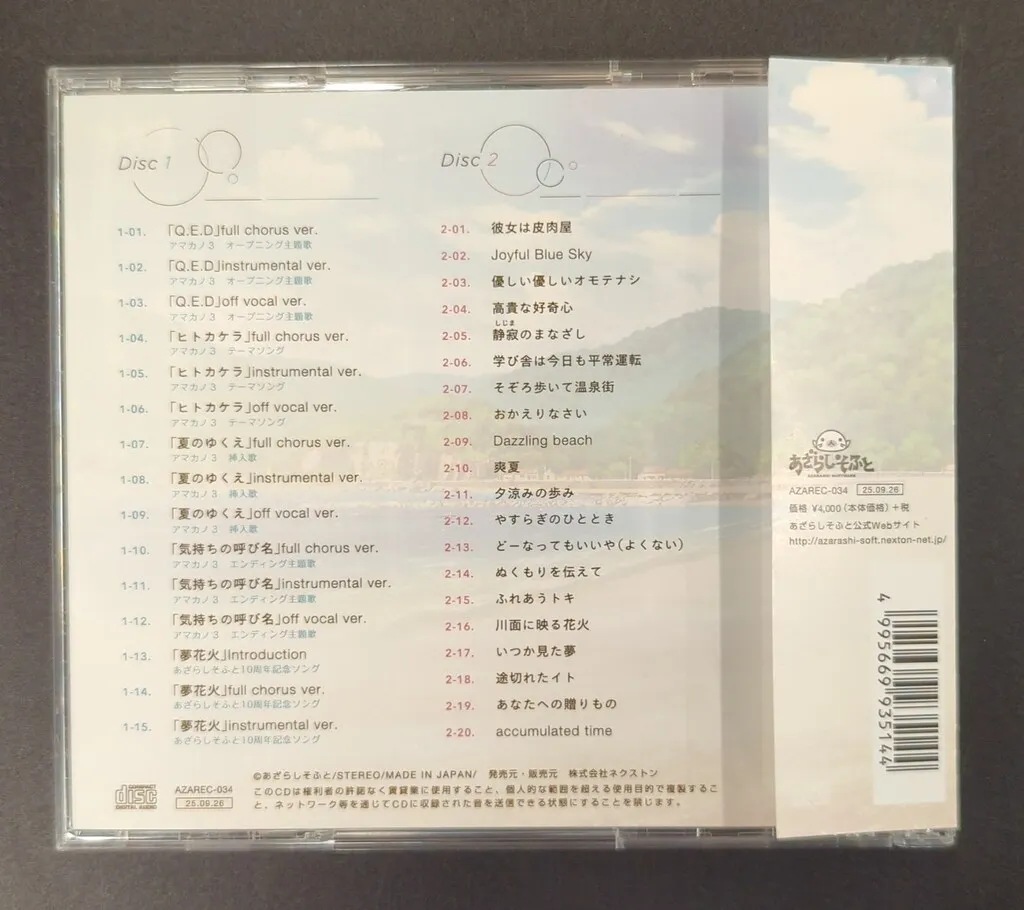 Disc 1
1-01. 「Q.E.D」full chorus ver.
アマカノ3 オープニング主題歌
1-02. 「Q.E.D」instrumental ver.
アマカノ3 オープニング主題歌
1-03. 「Q.E.D」off vocal ver.
アマカノ3 オープニング主題歌
1-04. 「ヒトカケラ」full chorus ver.
アマカノ3 テーマソング
1-05. 「ヒトカケラ」instrumental ver.
アマカノ3 テーマソング
1-06. 「ヒトカケラ」off vocal ver.
アマカノ3 テーマソング
1-07. 「夏のゆくえ」full chorus ver.
アマカノ3 挿入歌
1-08. 「夏のゆくえ」instrumental ver.
アマカノ3 挿入歌
1-09. 「夏のゆくえ」off vocal ver.
アマカノ3 挿入歌
1-10. 「気持ちの呼び名」full chorus ver.
アマカノ3 エンディング主題歌
1-11. 「気持ちの呼び名」instrumental ver.
アマカノ3 エンディング主題歌
1-12. 「気持ちの呼び名」off vocal ver.
アマカノ3 エンディング主題歌
1-13. 「夢花火」Introduction
あざらしそふと10周年記念ソング
1-14. 「夢花火」full chorus ver.
あざらしそふと10周年記念ソング
1-15. 「夢花火」instrumental ver.
あざらしそふと10周年記念ソング
Disc 2
2-01. 彼女は皮肉屋
2-02. Joyful Blue Sky
2-03. 優しい優しいオモテナシ
2-04. 高貴な好奇心
しじま
2-05. 静寂のまなざし
2-06. 学び舎は今日も平常運転
2-07. そぞろ歩いて温泉街
2-08. おかえりなさい
2-09. Dazzling beach
2-10. 爽夏
2-11. 夕涼みの歩み
2-12. やすらぎのひととき
2-13. どーなってもいいや(よくない)
2-14. ぬくもりを伝えて
2-15. ふれあうトキ
2-16. 川面に映る花火
2-17. いつか見た夢
2-18. 途切れたイト
2-19. あなたへの贈りもの
2-20. accumulated time
COMPACT
disc
DIGITAL AUDIO
AZAREC-034
25.09.26
©あざらしそふと/STEREO/MADE IN JAPAN/ 発売元・販売元 株式会社ネクストン
このCDは権利者の許諾なく賃貸業に使用すること、個人的な範囲を超える使用目的で複製するこ
と、ネットワーク等を通じてCDに収録された音を送信できる状態にすることを禁じます。
あざらしそふと
AZAREC-034 25.09.26
価格 ¥4,000(本体価格)+税
あざらしそふと公式Webサイト
http://azarashi-soft.nexton-net.jp/
4 995669 935144